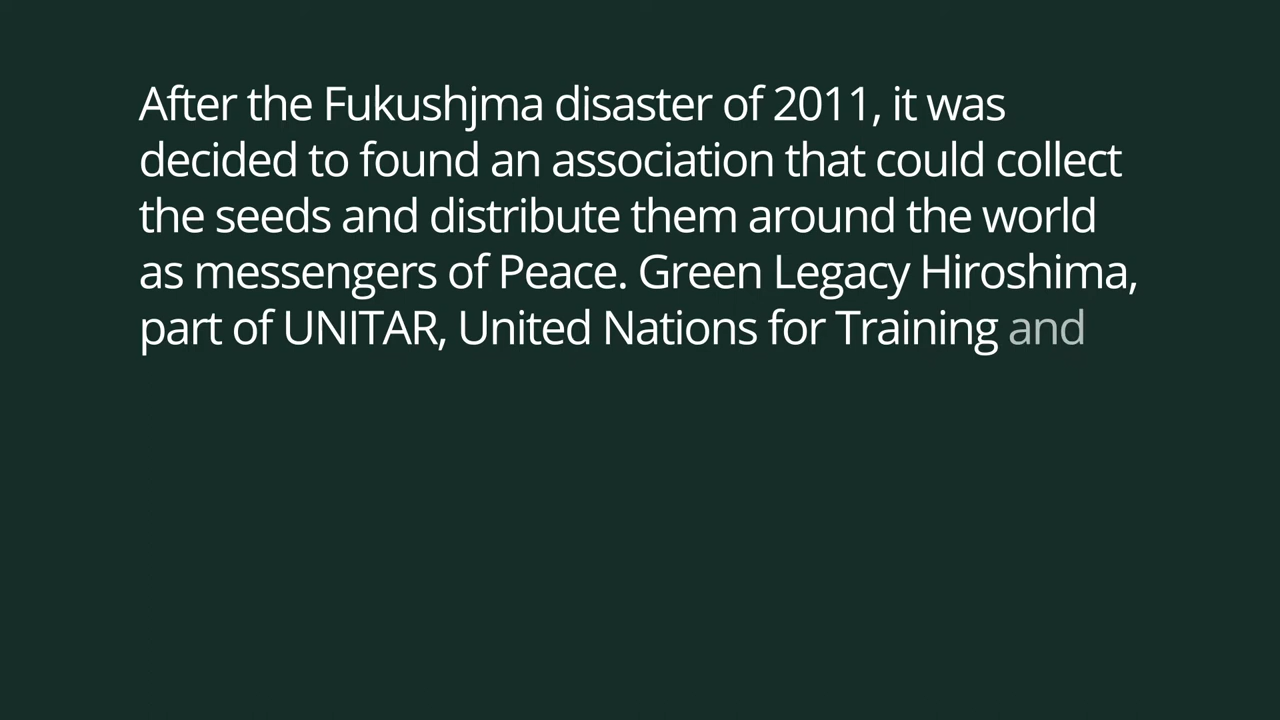 After the Fukushjma disaster of 2011, it was
decided to found an association that could collect
the seeds and distribute them around the world
as messengers of Peace. Green Legacy Hiroshima,
part of UNITAR, United Nations for Training and